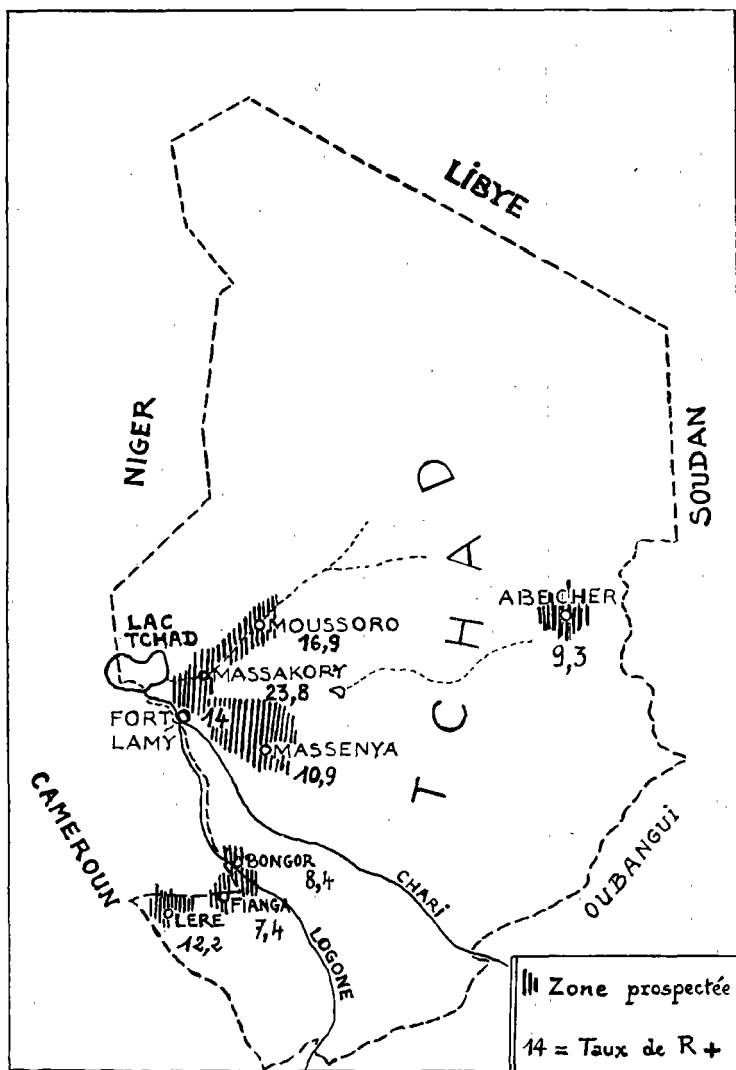 LIBYE
NIGER
SOUDAN
TCHAD
ABECHER
9,3
LAC
TCHAD
MOUSSORO
16,9
MASSAKORY
23,8
FORT
LAMY
14
MASSENYA
10,9
CAMEROUN
BONGOR
8,4
FIANGA
7,4
LERE
12,2
LOGONE
CHARI
OUBANGUI
Zone prospectée
14 = Taux de R +